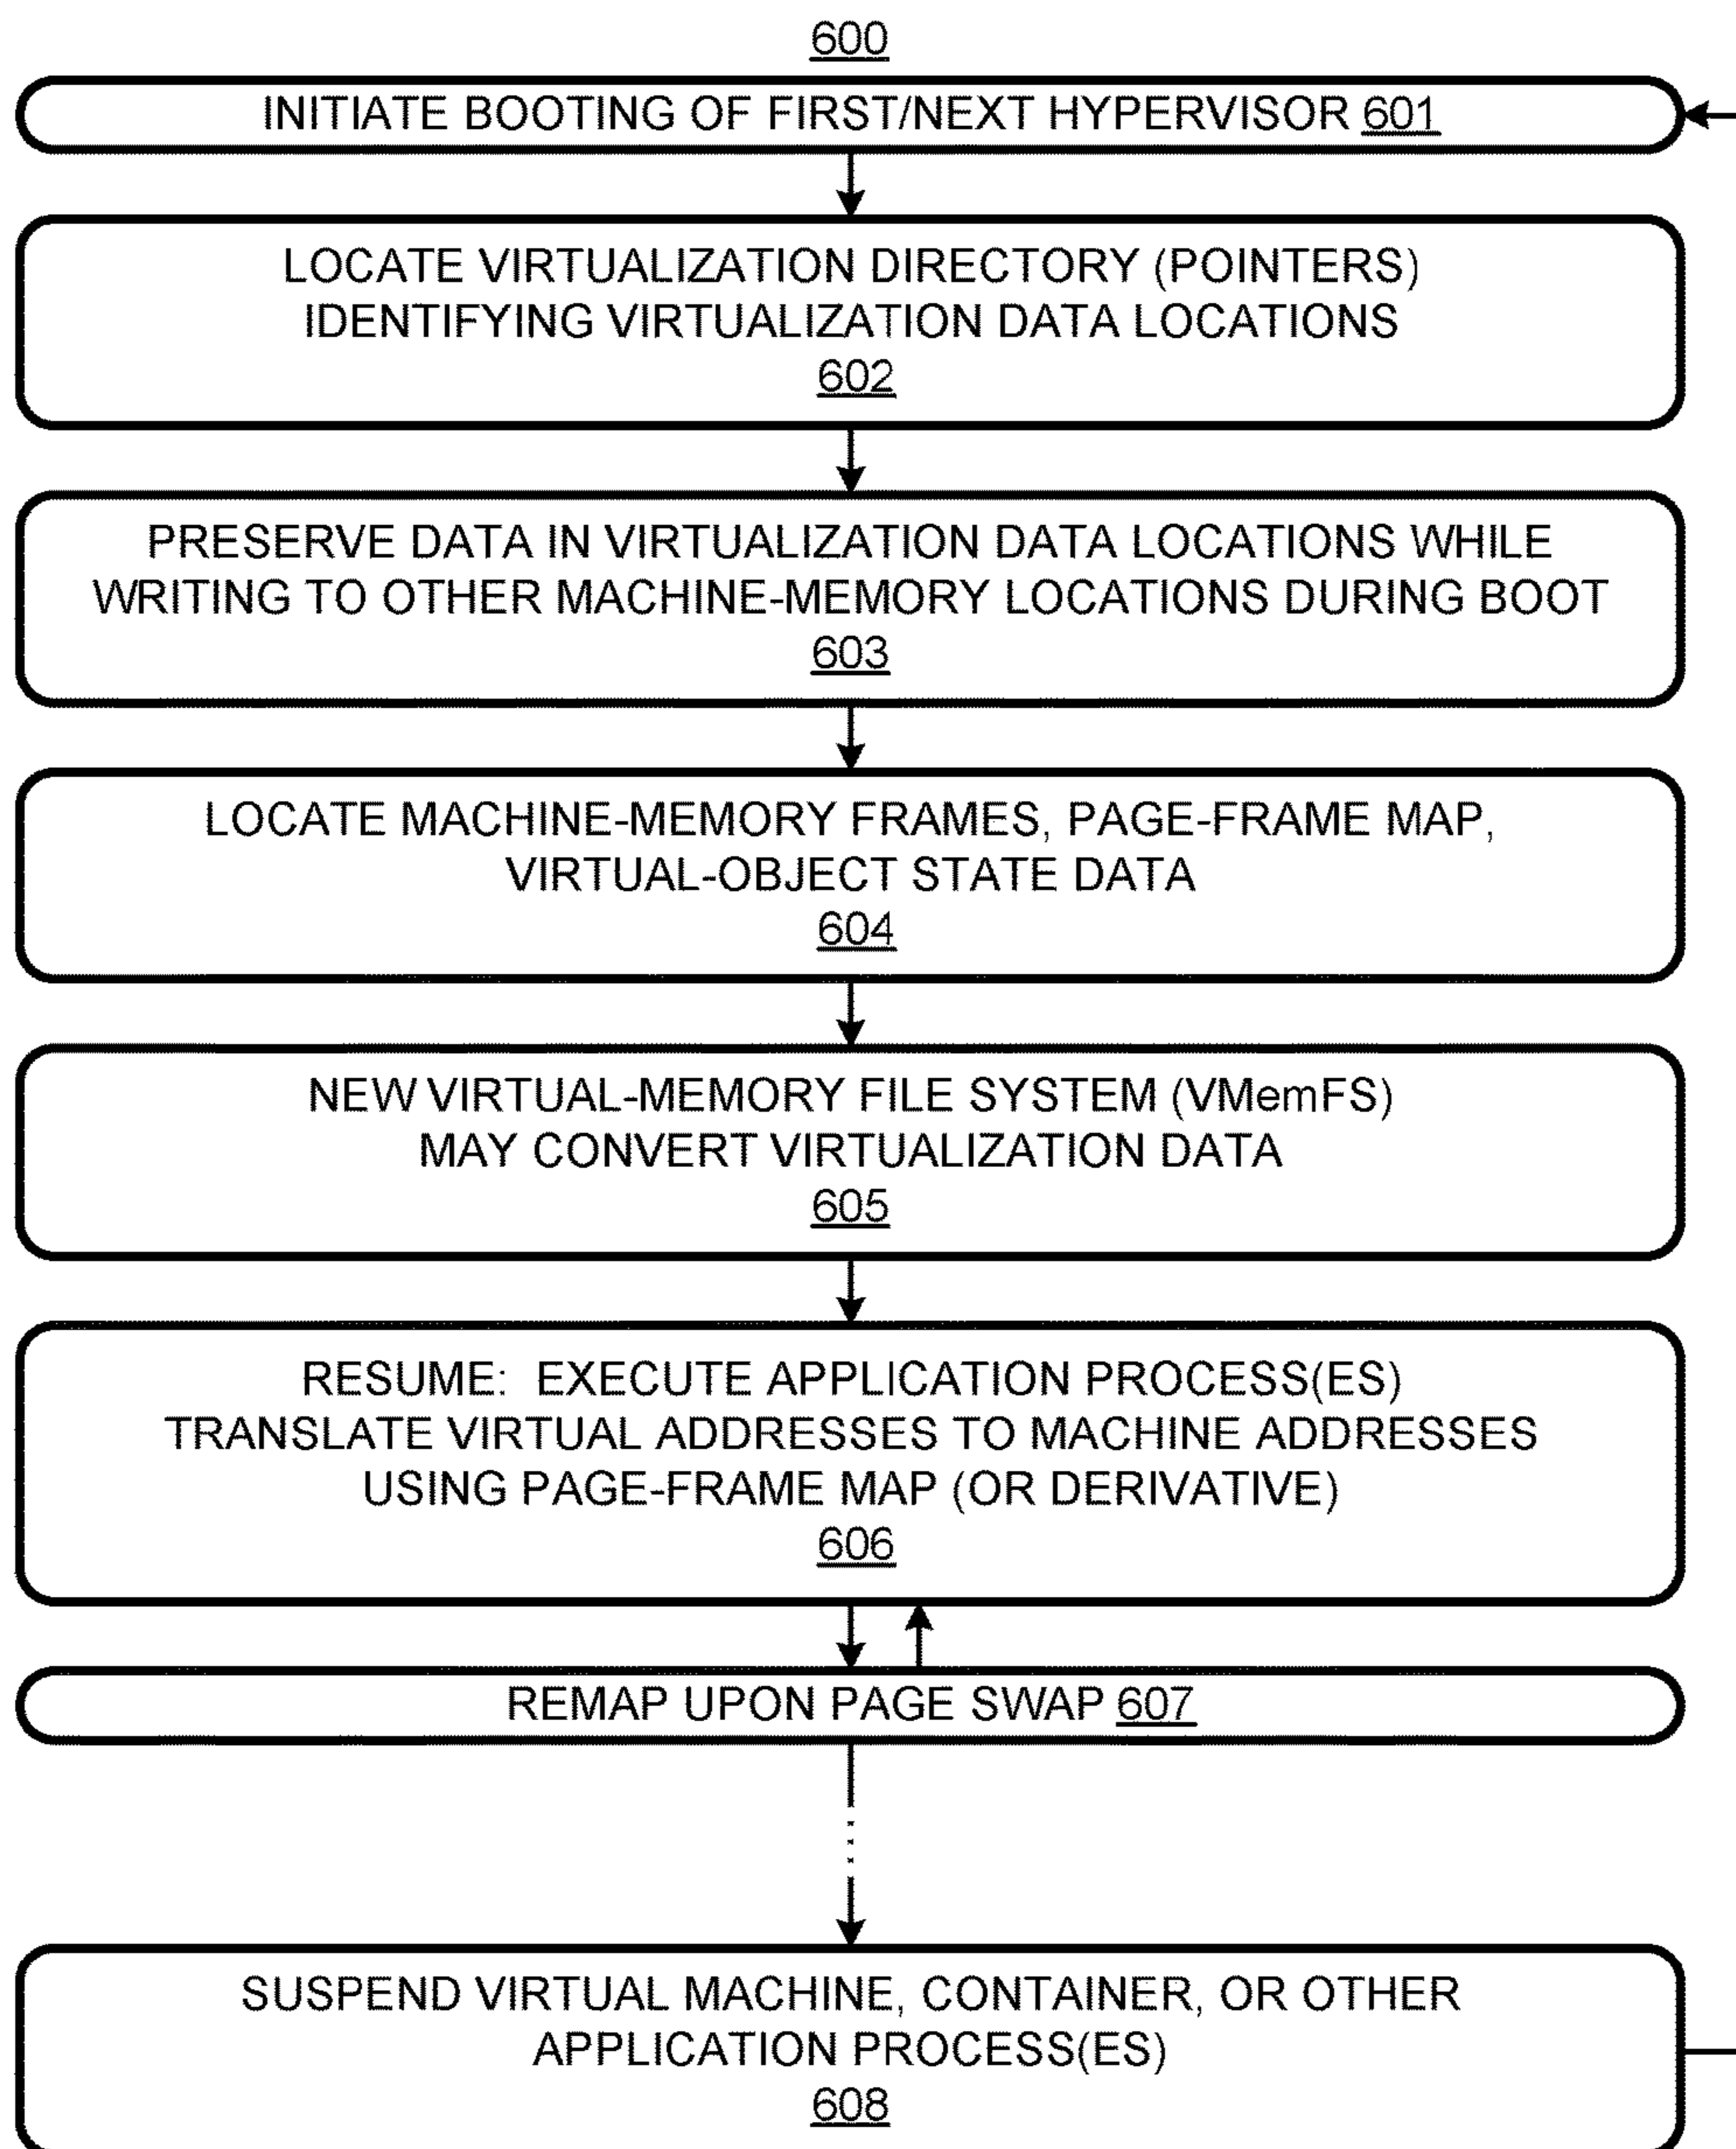 600
INITIATE BOOTING OF FIRST/NEXT HYPERVISOR 601
LOCATE VIRTUALIZATION DIRECTORY (POINTERS)
IDENTIFYING VIRTUALIZATION DATA LOCATIONS
602
PRESERVE DATA IN VIRTUALIZATION DATA LOCATIONS WHILE
WRITING TO OTHER MACHINE-MEMORY LOCATIONS DURING BOOT
603
LOCATE MACHINE-MEMORY FRAMES, PAGE-FRAME MAP,
VIRTUAL-OBJECT STATE DATA
604
NEW VIRTUAL-MEMORY FILE SYSTEM (VMemFS)
MAY CONVERT VIRTUALIZATION DATA
605
RESUME: EXECUTE APPLICATION PROCESS(ES)
TRANSLATE VIRTUAL ADDRESSES TO MACHINE ADDRESSES
USING PAGE-FRAME MAP (OR DERIVATIVE)
606
REMAP UPON PAGE SWAP 607
SUSPEND VIRTUAL MACHINE, CONTAINER, OR OTHER
APPLICATION PROCESS(ES)
608